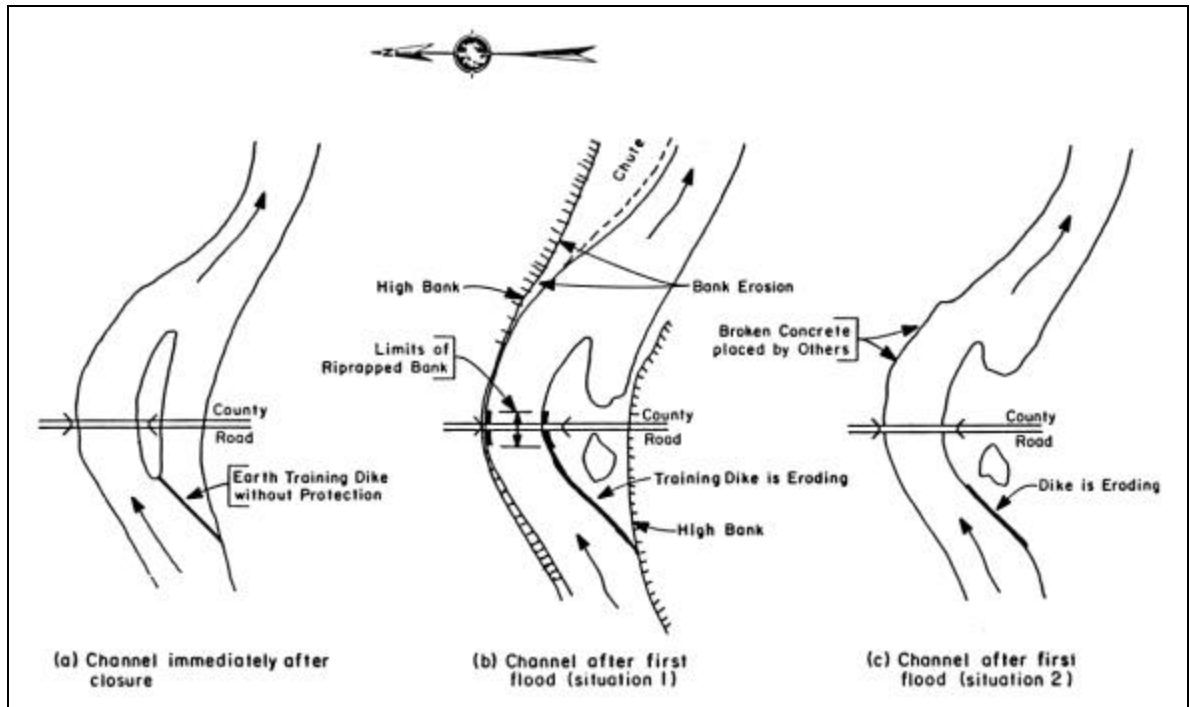 N
County
Road
Earth Training Dike
without Protection
(a) Channel immediately after
closure
Chute
High Bank
Bank Erosion
Limits of
Riprapped Bank
County
Road
Training Dike is Eroding
High Bank
(b) Channel after first
flood (situation 1)
Broken Concrete
placed by Others
County
Road
Dike is Eroding
(c) Channel after first
flood (situation 2)